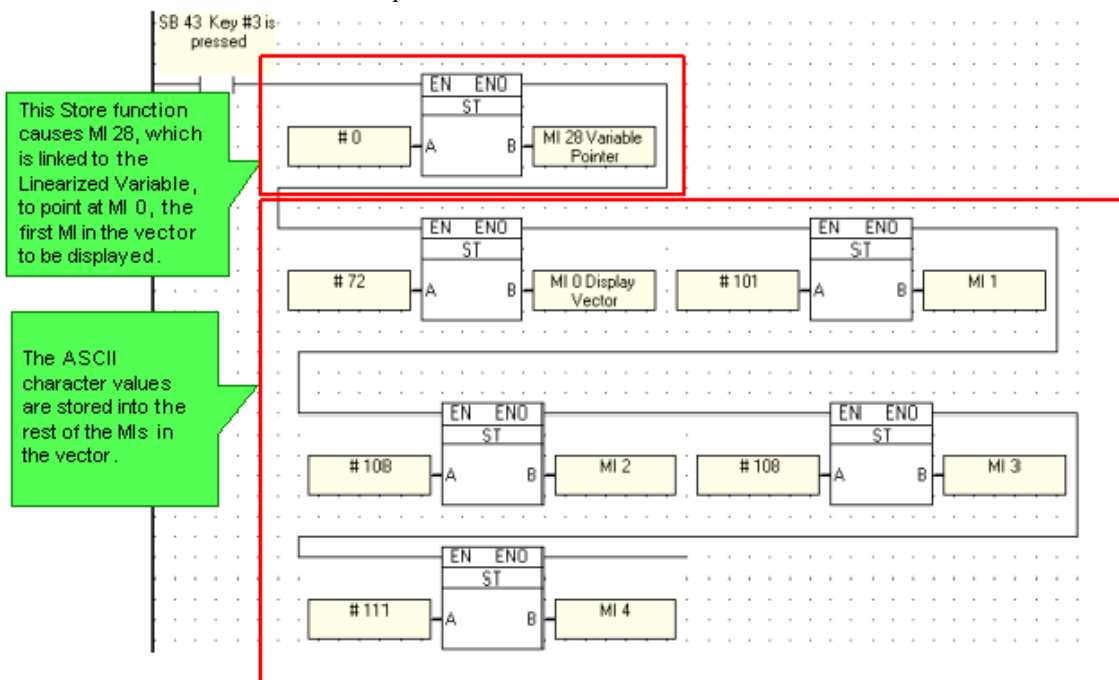 SB 43 Key #3 is
pressed
This Store function
causes MI 28, which
is linked to the
Linearized Variable,
to point at MI 0, the
first MI in the vector
to be displayed.
EN ENO
ST
# 0
A
B
MI 28 Variable
Pointer
EN ENO
ST
# 72
A
B
MI 0 Display
Vector
EN ENO
ST
# 101
A
B
MI 1
The ASCII
character values
are stored into the
rest of the MIs in
the vector.
EN ENO
ST
# 108
A
B
MI 2
EN ENO
ST
# 108
A
B
MI 3
EN ENO
ST
# 111
A
B
MI 4